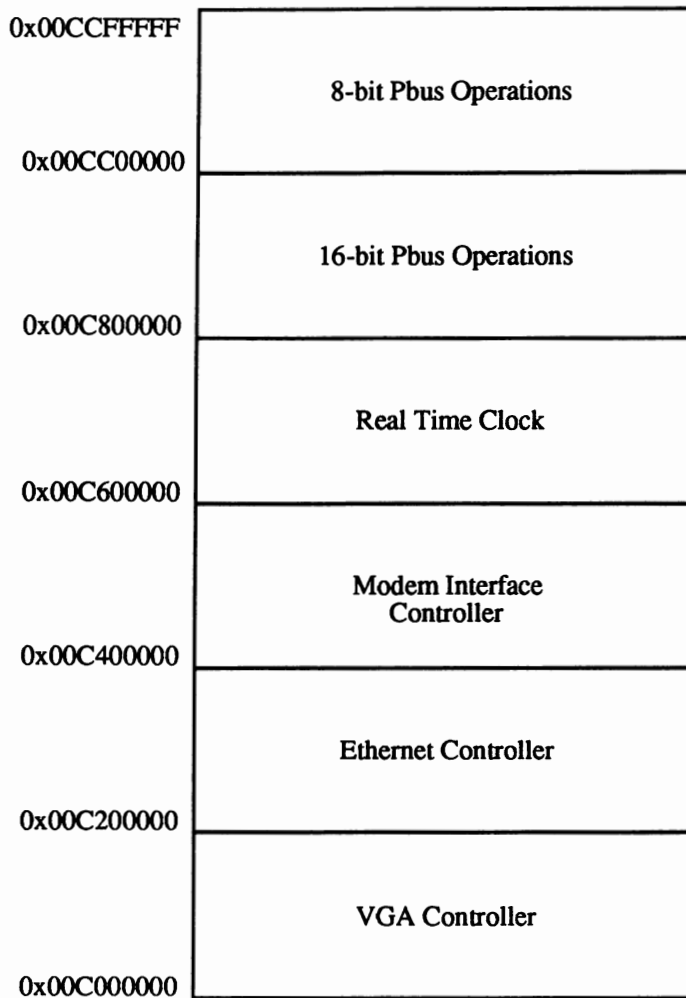 0x00CCFFFFF
8-bit Pbus Operations
0x00CC00000
16-bit Pbus Operations
0x00C800000
Real Time Clock
0x00C600000
Modem Interface
Controller
0x00C400000
Ethernet Controller
0x00C200000
VGA Controller
0x00C000000